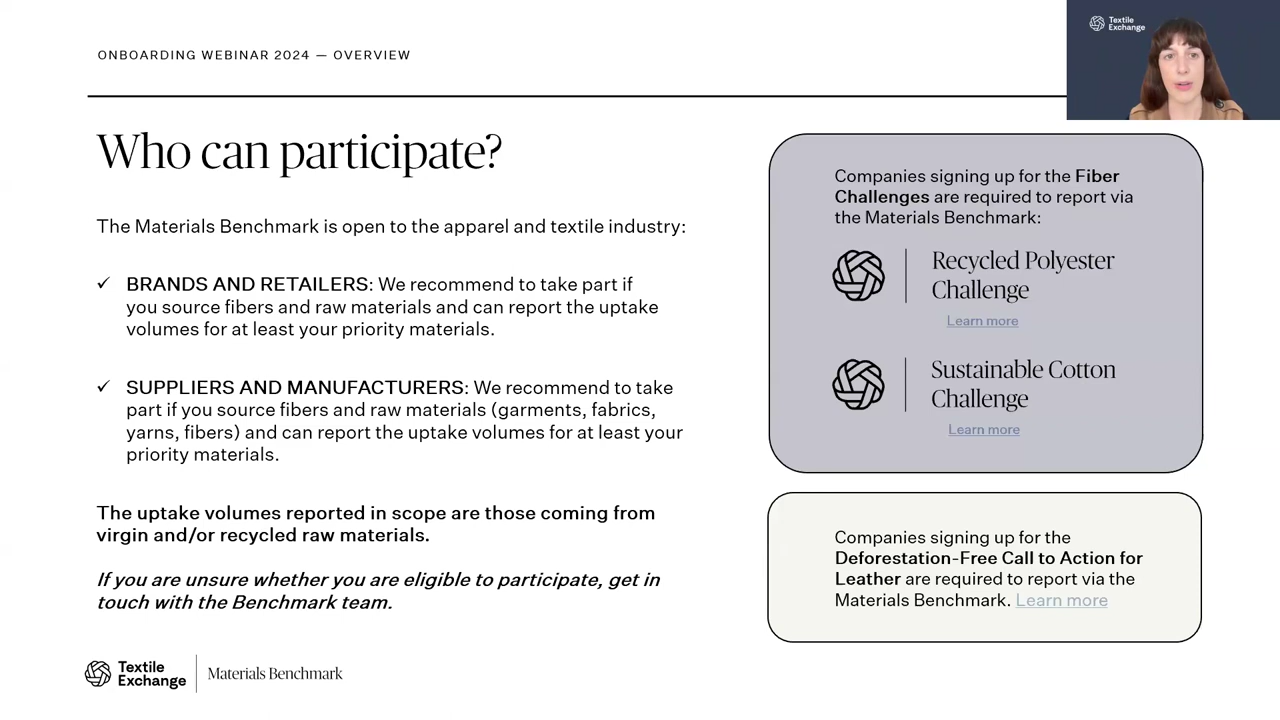 ONBOARDING WEBINAR 2024 — OVERVIEW
Textile
Exchange
Who can participate?
The Materials Benchmark is open to the apparel and textile industry:
✓ BRANDS AND RETAILERS: We recommend to take part if
you source fibers and raw materials and can report the uptake
volumes for at least your priority materials.
✓ SUPPLIERS AND MANUFACTURERS: We recommend to take
part if you source fibers and raw materials (garments, fabrics,
yarns, fibers) and can report the uptake volumes for at least your
priority materials.
The uptake volumes reported in scope are those coming from
virgin and/or recycled raw materials.
If you are unsure whether you are eligible to participate, get in
touch with the Benchmark team.
Companies signing up for the Fiber
Challenges are required to report via
the Materials Benchmark:
Recycled Polyester
Challenge
Learn more
Sustainable Cotton
Challenge
Learn more
Companies signing up for the
Deforestation-Free Call to Action for
Leather are required to report via the
Materials Benchmark. Learn more
Textile
Exchange
Materials Benchmark